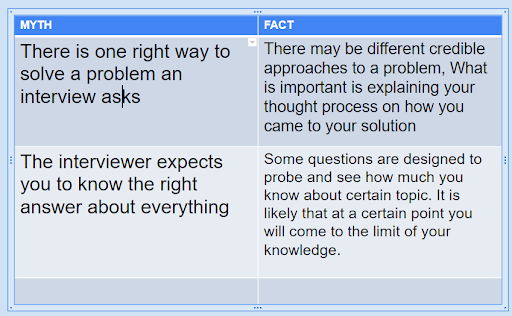 MYTH
FACT
There is one right way to
solve a problem an
interview asks
There may be different credible
approaches to a problem, What
is important is explaining your
thought process on how you
came to your solution
The interviewer expects
you to know the right
answer about everything
Some questions are designed to
probe and see how much you
know about certain topic. It is
likely that at a certain point you
will come to the limit of your
knowledge.